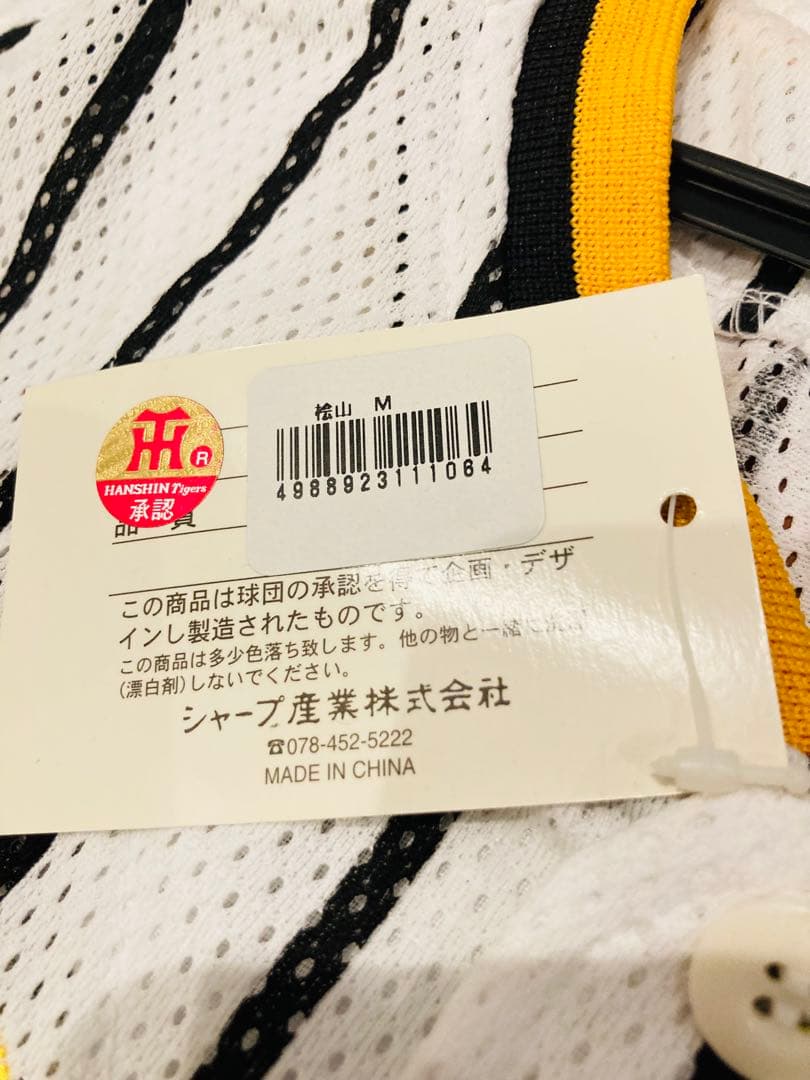 桧山 M
4988923111064
HANSHIN Tigers
承認
R
品 質
この商品は球団の承認を得て企画・デザ
インし製造されたものです。
この商品は多少色落ち致します。他の物と一緒に洗
(漂白剤)しないでください。
シャープ産業株式会社
☎078-452-5222
MADE IN CHINA